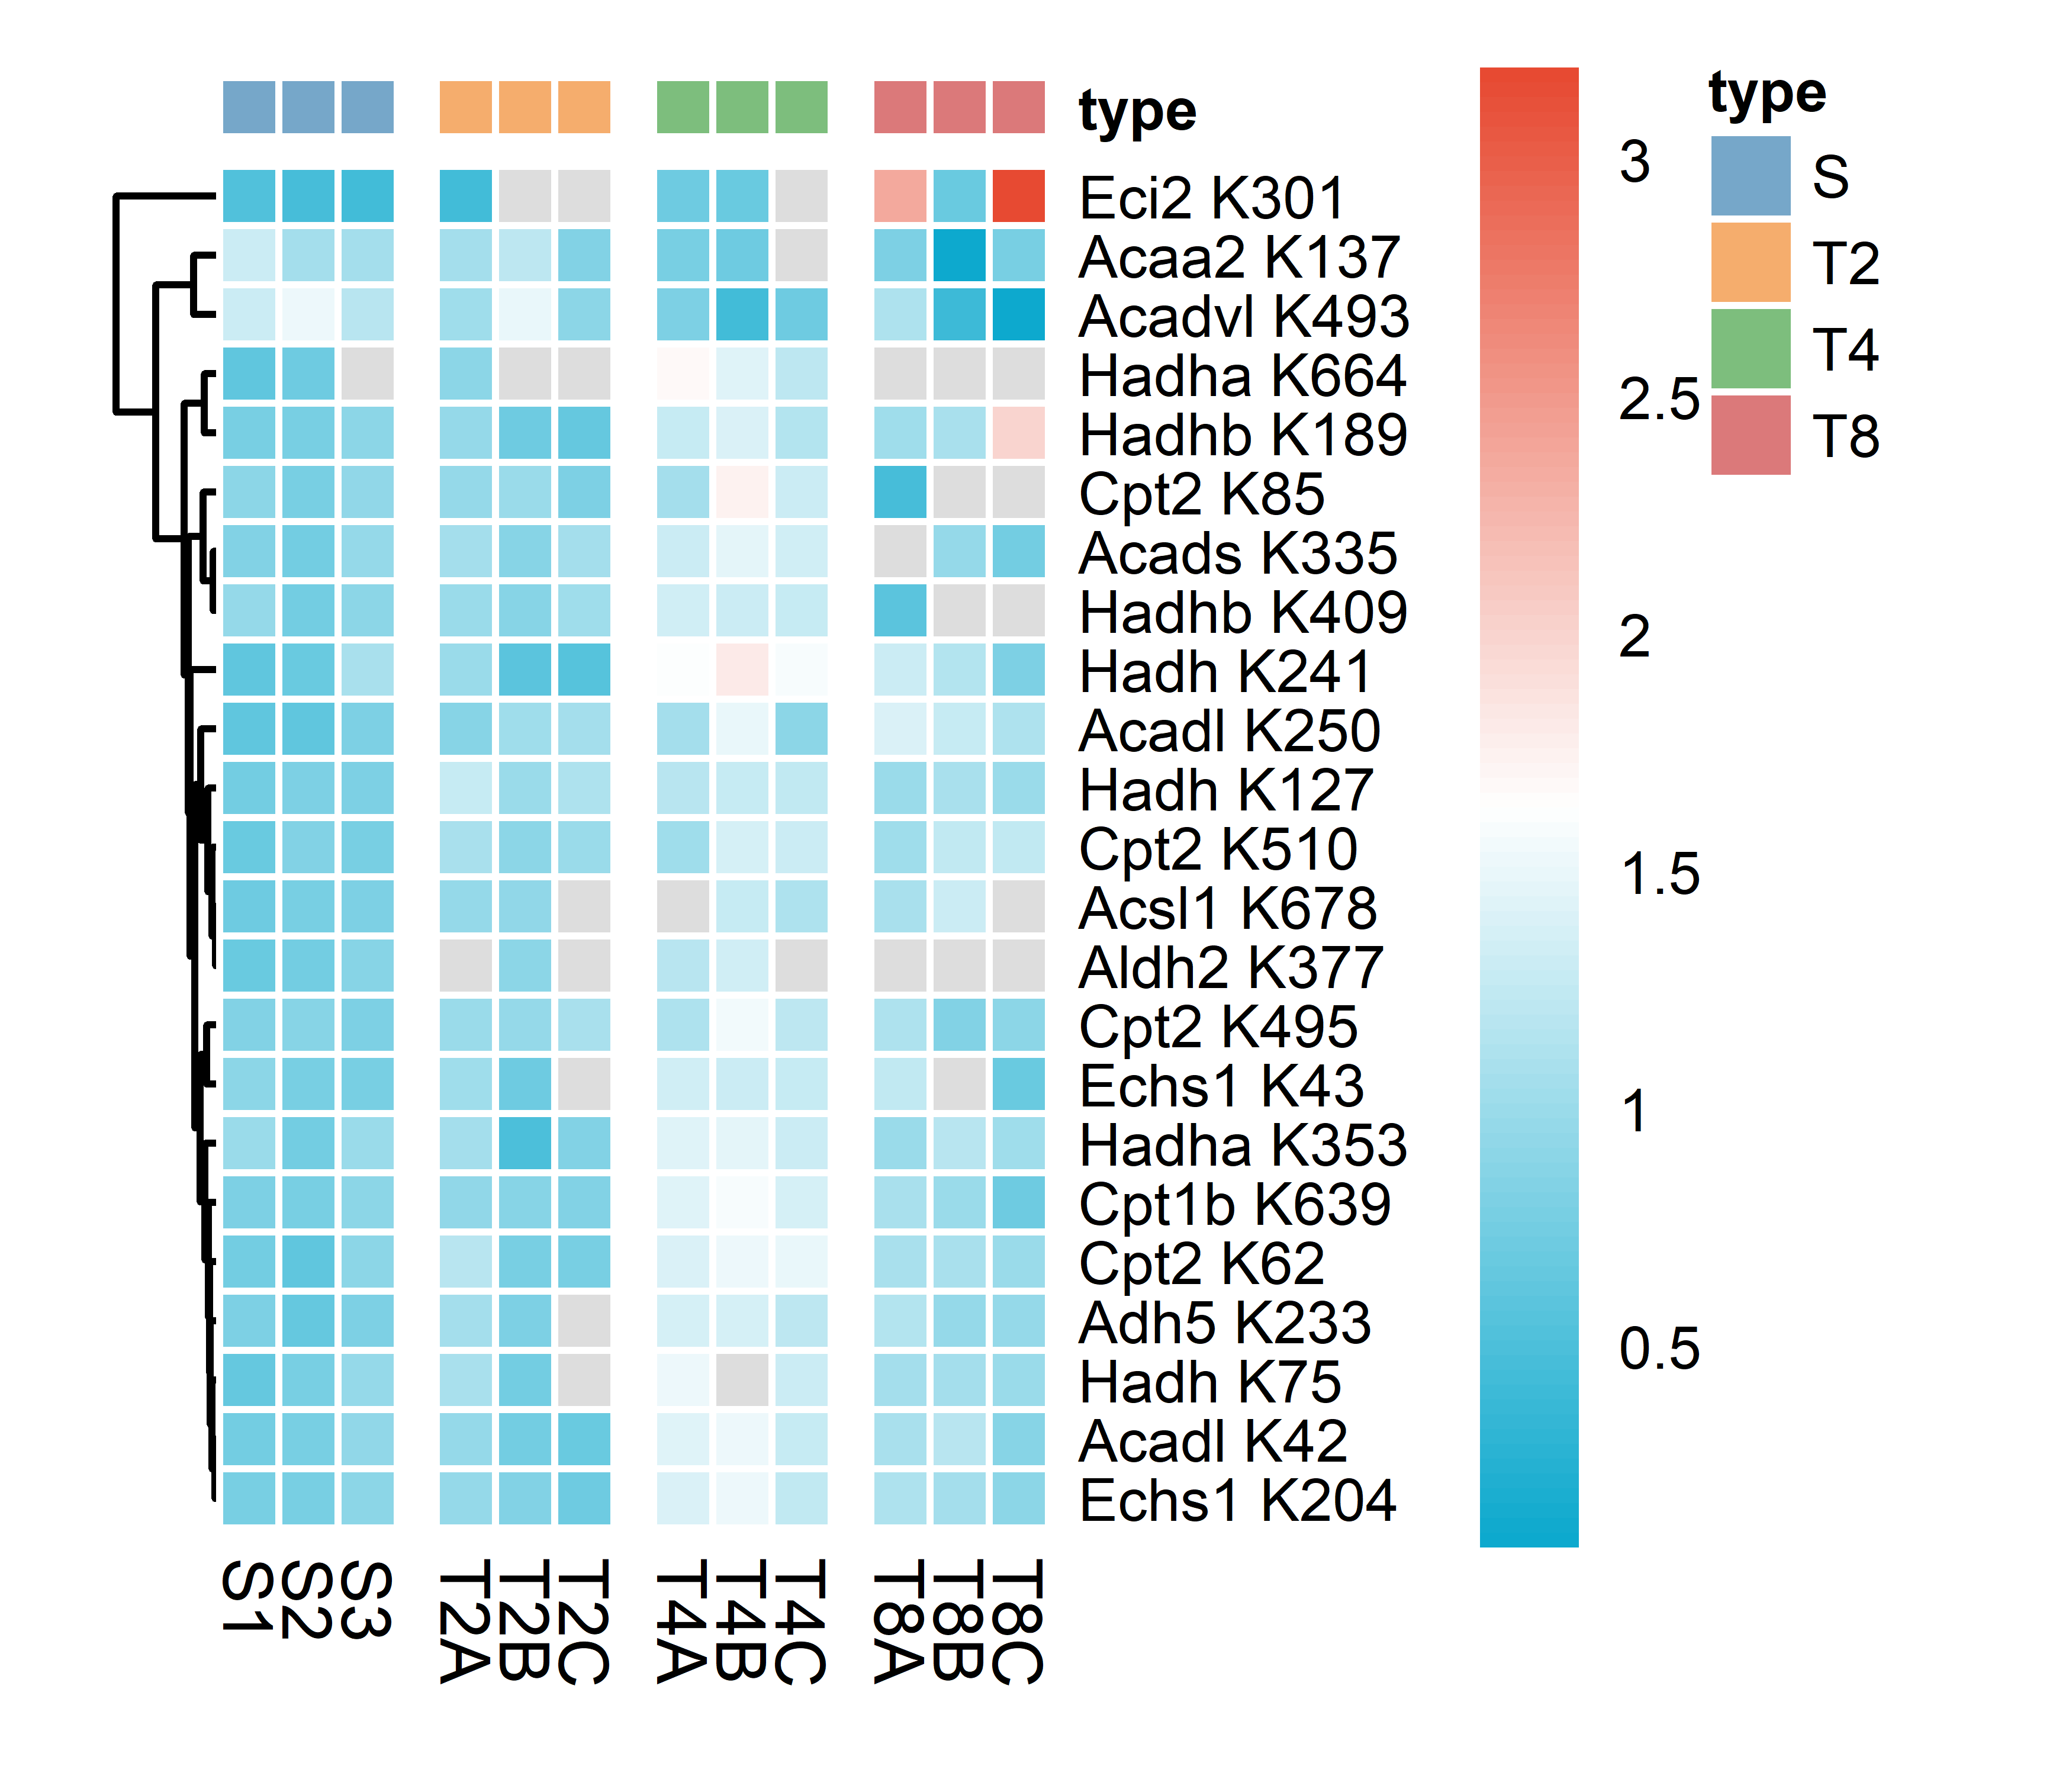 type
Eci2 K301
Acaa2 K137
Acadvl K493
Hadha K664
Hadhb K189
Cpt2 K85
Acads K335
Hadhb K409
Hadh K241
Acadl K250
Hadh K127
Cpt2 K510
Acsl1 K678
Aldh2 K377
Cpt2 K495
Echs1 K43
Hadha K353
Cpt1b K639
Cpt2 K62
Adh5 K233
Hadh K75
Acadl K42
Echs1 K204
S1
S2
S3
T2A
T2B
T2C
T4A
T4B
T4C
T8A
T8B
T8C
3
2.5
2
1.5
1
0.5
type
S
T2
T4
T8